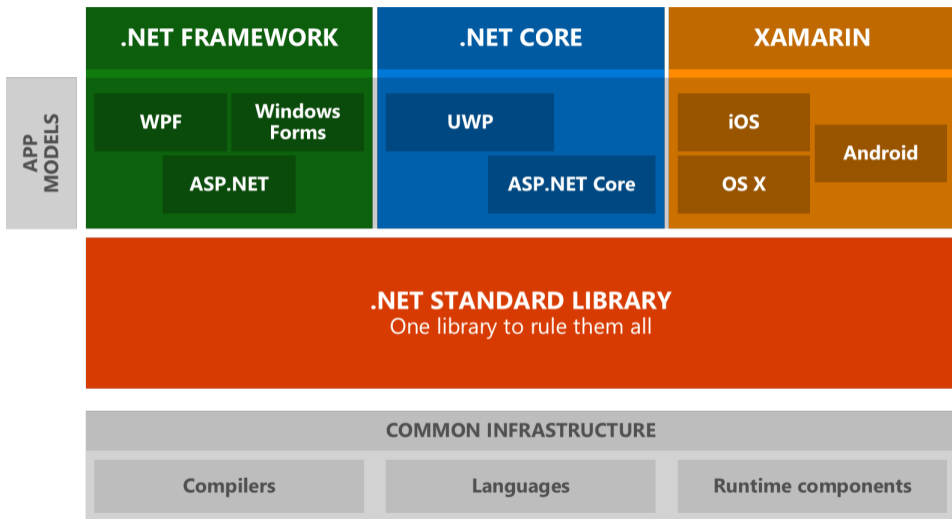 .NET FRAMEWORK
.NET CORE
XAMARIN
APP
MODELS
WPF
Windows
Forms
ASP.NET
UWP
ASP.NET Core
iOS
Android
OS X
.NET STANDARD LIBRARY
One library to rule them all
COMMON INFRASTRUCTURE
Compilers
Languages
Runtime components